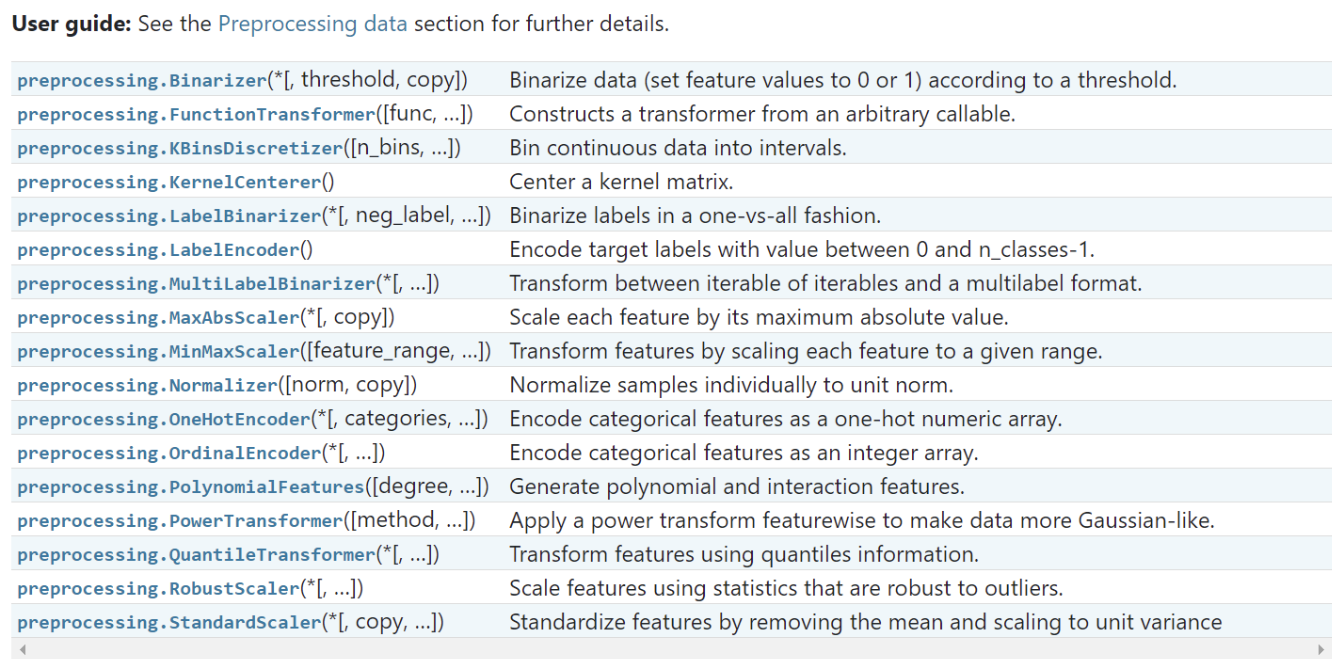 User guide: See the Preprocessing data section for further details.
preprocessing.Binarizer(*[, threshold, copy]) Binarize data (set feature values to 0 or 1) according to a threshold.
preprocessing.FunctionTransformer([func, ...]) Constructs a transformer from an arbitrary callable.
preprocessing.KBinsDiscretizer([n_bins, ...]) Bin continuous data into intervals.
preprocessing.KernelCenterer() Center a kernel matrix.
preprocessing.LabelBinarizer(*[, neg_label, ...]) Binarize labels in a one-vs-all fashion.
preprocessing.LabelEncoder() Encode target labels with value between 0 and n_classes-1.
preprocessing.MultiLabelBinarizer(*[, ...]) Transform between iterable of iterables and a multilabel format.
preprocessing.MaxAbsScaler(*[, copy]) Scale each feature by its maximum absolute value.
preprocessing.MinMaxScaler([feature_range, ...]) Transform features by scaling each feature to a given range.
preprocessing.Normalizer([norm, copy]) Normalize samples individually to unit norm.
preprocessing.OneHotEncoder(*[, categories, ...]) Encode categorical features as a one-hot numeric array.
preprocessing.OrdinalEncoder(*[, ...]) Encode categorical features as an integer array.
preprocessing.PolynomialFeatures([degree, ...]) Generate polynomial and interaction features.
preprocessing.PowerTransformer([method, ...]) Apply a power transform featurewise to make data more Gaussian-like.
preprocessing.QuantileTransformer(*[, ...]) Transform features using quantiles information.
preprocessing.RobustScaler(*[, ...]) Scale features using statistics that are robust to outliers.
preprocessing.StandardScaler(*[, copy, ...]) Standardize features by removing the mean and scaling to unit variance